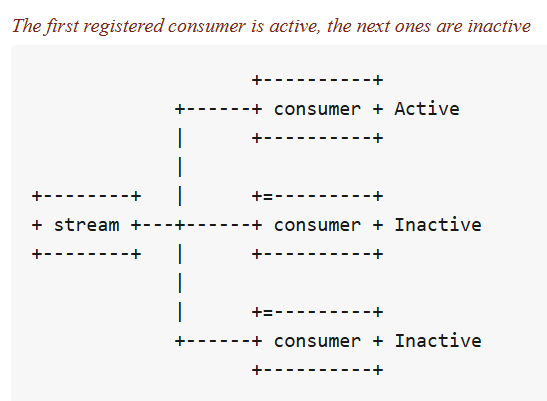 The first registered consumer is active, the next ones are inactive
                    +----------+
             +------+ consumer + Active
             |      +----------+
             |
+--------+   |      +=---------+
+ stream +---+------+ consumer + Inactive
+--------+   |      +----------+
             |
             |      +=---------+
             +------+ consumer + Inactive
                    +----------+